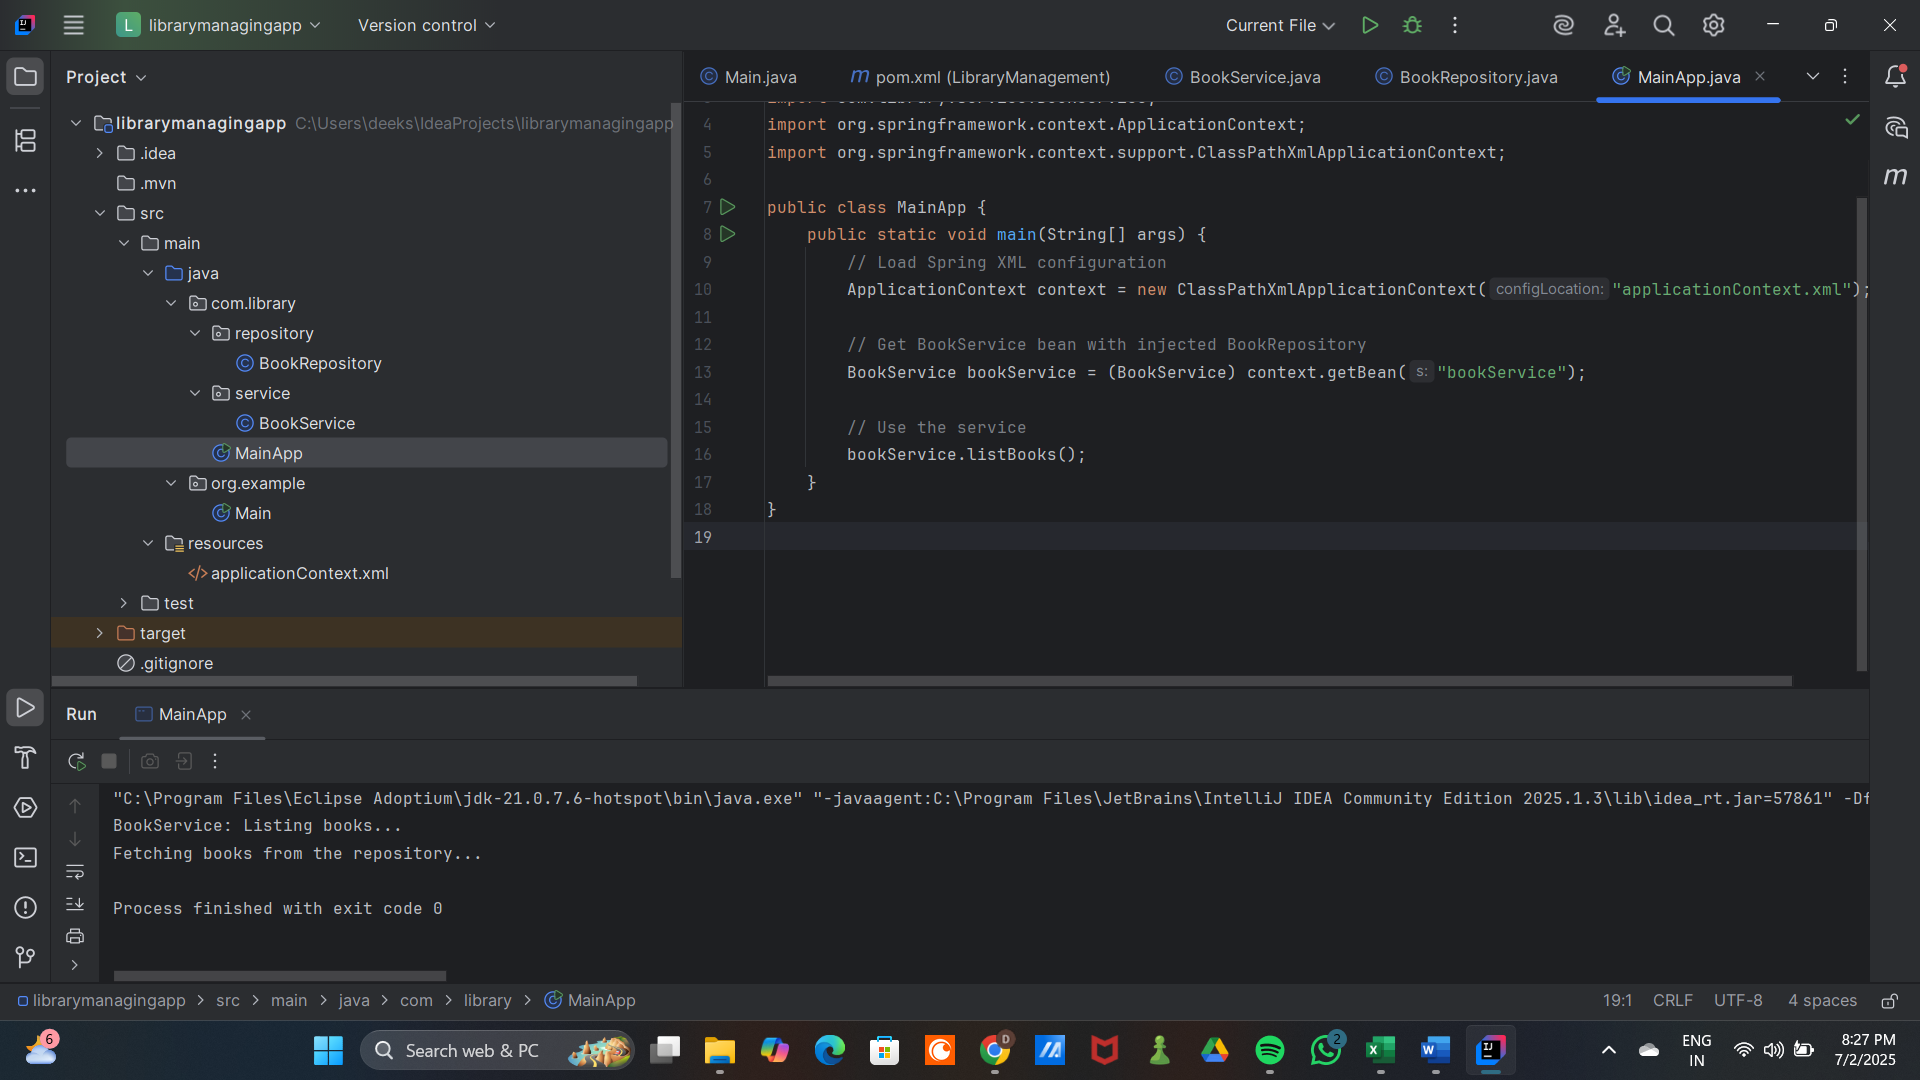 L librarymanagingapp Version control Current File
Project
Main.java m pom.xml (LibraryManagement) BookService.java BookRepository.java MainApp.java
librarymanagingapp C:\Users\deeks\IdeaProjects\librarymanagingapp
.idea
.mvn
src
main
java
com.library
repository
BookRepository
service
BookService
MainApp
org.example
Main
resources
applicationContext.xml
test
target
.gitignore
4 import org.springframework.context.ApplicationContext;
5 import org.springframework.context.support.ClassPathXmlApplicationContext;
6
7 public class MainApp {
8 public static void main(String[] args) {
9 // Load Spring XML configuration
10 ApplicationContext context = new ClassPathXmlApplicationContext( configLocation: "applicationContext.xml");
11
12 // Get BookService bean with injected BookRepository
13 BookService bookService = (BookService) context.getBean( s: "bookService");
14
15 // Use the service
16 bookService.listBooks();
17 }
18 }
19
m
Run MainApp
"C:\Program Files\Eclipse Adoptium\jdk-21.0.7.6-hotspot\bin\java.exe" "-javaagent:C:\Program Files\JetBrains\IntelliJ IDEA Community Edition 2025.1.3\lib\idea_rt.jar=57861" -Df
BookService: Listing books...
Fetching books from the repository...
Process finished with exit code 0
librarymanagingapp > src > main > java > com > library > MainApp 19:1 CRLF UTF-8 4 spaces
6 Search web & PC D 2 ENG 8:27 PM
IN 7/2/2025